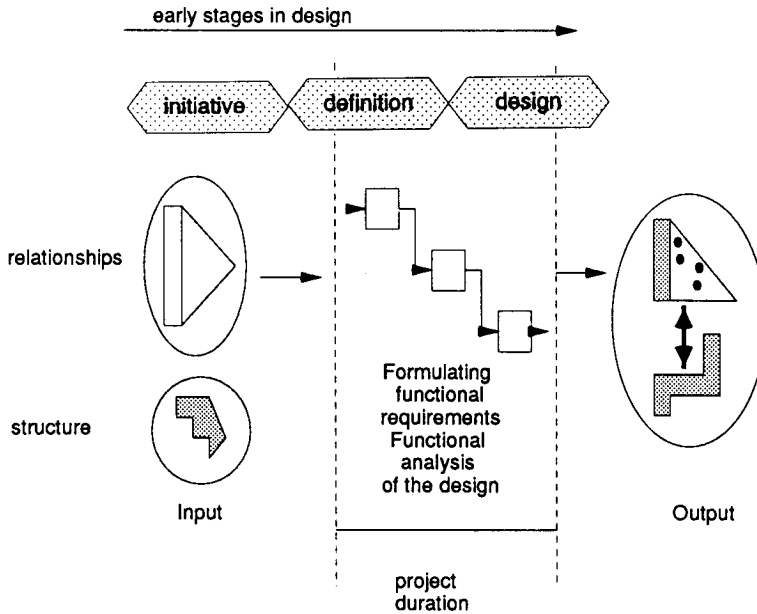 early stages in design
initiative
definition
design
relationships
Formulating
functional
requirements
Functional
analysis
of the design
structure
Input
Output
project
duration